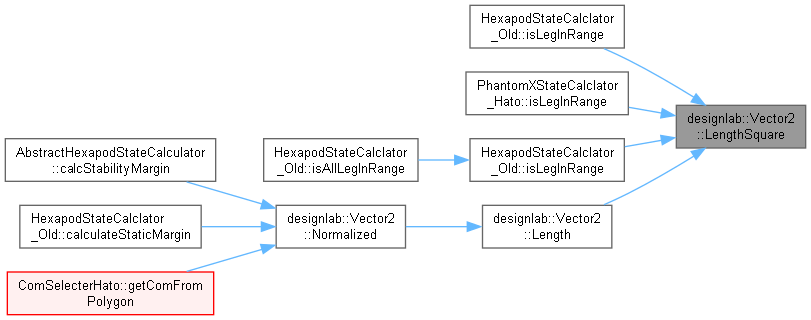 HexapodStateCalclator
_Old::isLegInRange
PhantomXStateCalclator
_Hato::isLegInRange
designlab::Vector2
::LengthSquare
AbstractHexapodStateCalculator
::calcStabilityMargin
HexapodStateCalclator
_Old::isAllLegInRange
HexapodStateCalclator
_Old::isLegInRange
HexapodStateCalclator
_Old::calculateStaticMargin
designlab::Vector2
::Normalized
designlab::Vector2
::Length
ComSelecterHato::getComFrom
Polygon